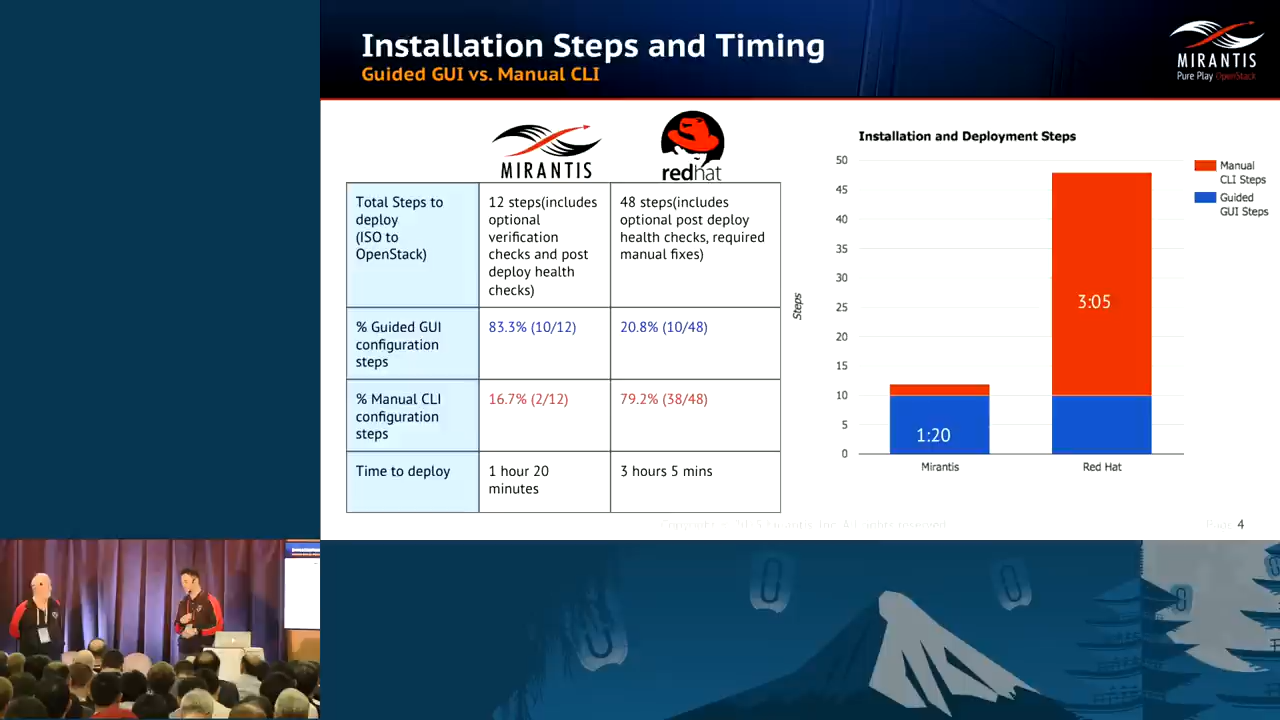 Installation Steps and Timing
Guided GUI vs. Manual CLI
MIRANTIS
Pure Play OpenStack
MIRANTIS
redhat
Total Steps to
deploy
(ISO to
OpenStack)
12 steps(includes
optional
verification
checks and post
deploy health
checks)
48 steps(includes
optional post deploy
health checks, required
manual fixes)
% Guided GUI
configuration
steps
83.3% (10/12)
20.8% (10/48)
% Manual CLI
configuration
steps
16.7% (2/12)
79.2% (38/48)
Time to deploy
1 hour 20
minutes
3 hours 5 mins
Installation and Deployment Steps
50
45
40
35
30
25
20
15
10
5
0
Steps
3:05
1:20
Mirantis
Red Hat
Manual
CLI Steps
Guided
GUI Steps
Page 4